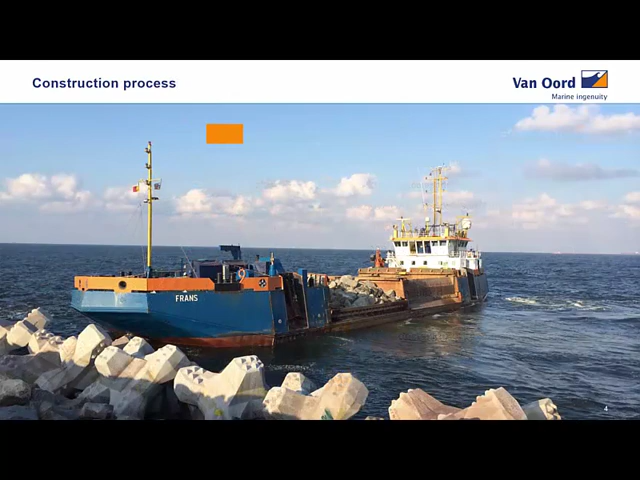 Construction process
Van Oord
Marine ingenuity
FRANS
4